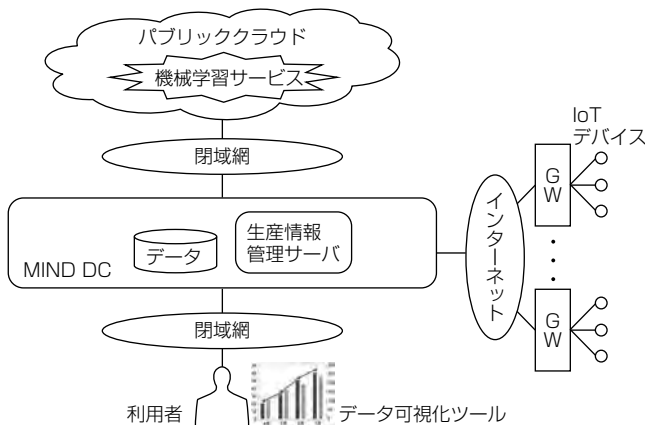 パブリッククラウド
機械学習サービス
閉域網
IoT
デバイス
GW
インターネット
生産情報
管理サーバ
データ
MIND DC
・・・
GW
閉域網
利用者
データ可視化ツール